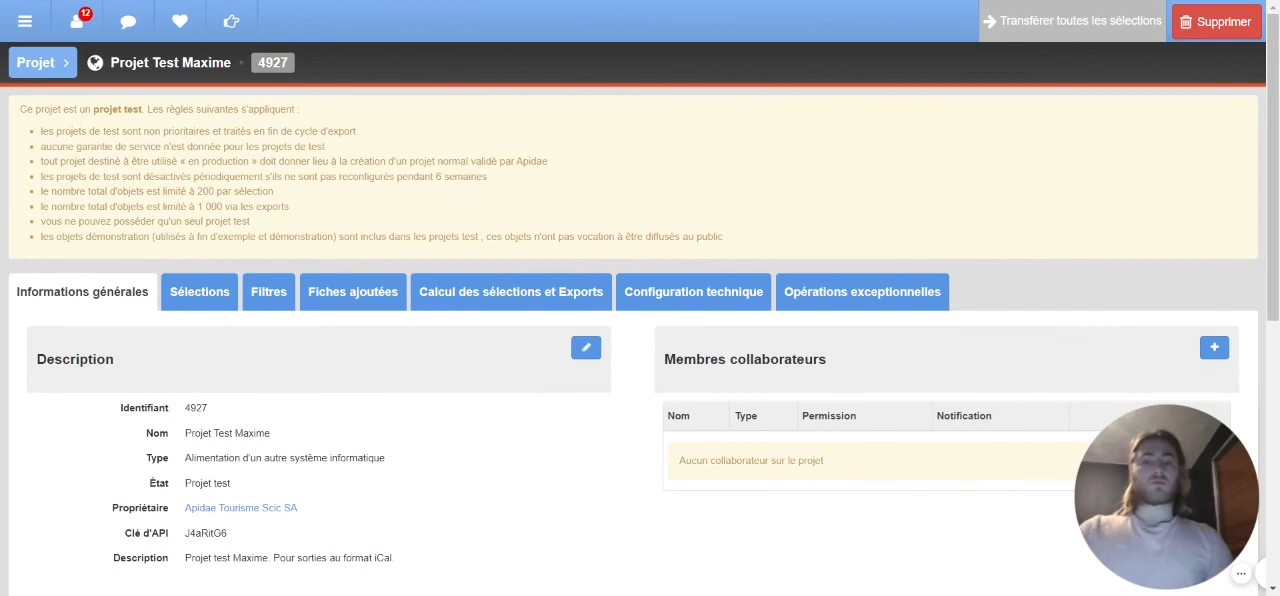 12
Transférer toutes les sélections
Supprimer
Projet
Projet Test Maxime
4927
Ce projet est un projet test. Les règles suivantes s'appliquent :
les projets de test sont non prioritaires et traités en fin de cycle d'export
aucune garantie de service n'est donnée pour les projets de test
tout projet destiné à être utilisé « en production » doit donner lieu à la création d'un projet normal validé par Apidae
les projets de test sont désactivés périodiquement s'ils ne sont pas reconfigurés pendant 6 semaines
le nombre total d'objets est limité à 200 par sélection
le nombre total d'objets est limité à 1 000 via les exports
vous ne pouvez posséder qu'un seul projet test
les objets démonstration (utilisés à fin d'exemple et démonstration) sont inclus dans les projets test ; ces objets n'ont pas vocation à être diffusés au public
Informations générales
Sélections
Filtres
Fiches ajoutées
Calcul des sélections et Exports
Configuration technique
Opérations exceptionnelles
Description
Identifiant 4927
Nom Projet Test Maxime
Type Alimentation d'un autre système informatique
État Projet test
Propriétaire Apidae Tourisme Scic SA
Clé d'API J4aRitG6
Description Projet test Maxime. Pour sorties au format iCal.
Membres collaborateurs
Nom Type Permission Notification
Aucun collaborateur sur le projet